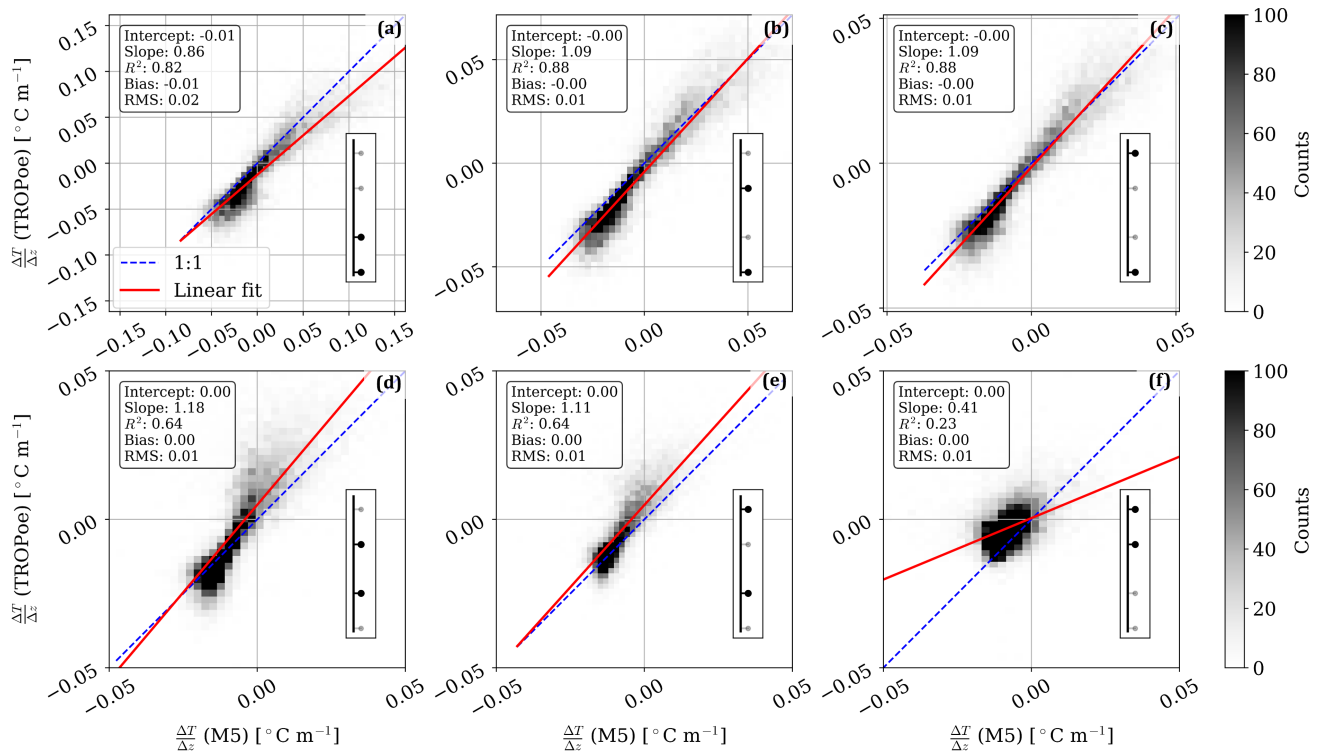 (a)
Intercept: -0.01
Slope: 0.86
R²: 0.82
Bias: -0.01
RMS: 0.02
1:1
Linear fit
0.15
0.10
0.05
0.00
−0.05
−0.10
−0.15
−0.15
−0.10
−0.05
0.00
0.05
0.10
0.15
ΔT/Δz (TROPoe) [°C m⁻¹]
(b)
Intercept: -0.00
Slope: 1.09
R²: 0.88
Bias: -0.00
RMS: 0.01
0.05
0.00
−0.05
−0.05
0.00
0.05
(c)
Intercept: -0.00
Slope: 1.09
R²: 0.88
Bias: -0.00
RMS: 0.01
0.05
0.00
−0.05
−0.05
0.00
0.05
100
80
60
40
20
0
Counts
(d)
Intercept: 0.00
Slope: 1.18
R²: 0.64
Bias: 0.00
RMS: 0.01
0.05
0.00
−0.05
−0.05
0.00
0.05
ΔT/Δz (TROPoe) [°C m⁻¹]
ΔT/Δz (M5) [°C m⁻¹]
(e)
Intercept: 0.00
Slope: 1.11
R²: 0.64
Bias: 0.00
RMS: 0.01
0.05
0.00
−0.05
−0.05
0.00
0.05
ΔT/Δz (M5) [°C m⁻¹]
(f)
Intercept: 0.00
Slope: 0.41
R²: 0.23
Bias: 0.00
RMS: 0.01
0.05
0.00
−0.05
−0.05
0.00
0.05
ΔT/Δz (M5) [°C m⁻¹]
100
80
60
40
20
0
Counts